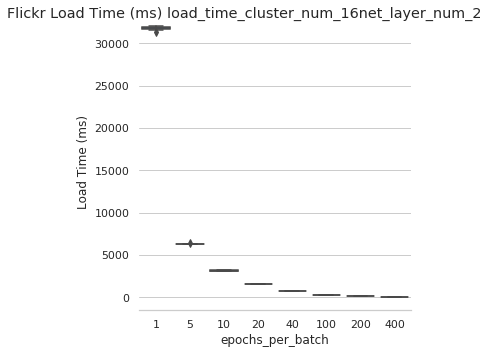 Flickr Load Time (ms) load_time_cluster_num_16net_layer_num_2
30000
25000
20000
15000
10000
5000
0
Load Time (ms)
1 5 10 20 40 100 200 400
epochs_per_batch